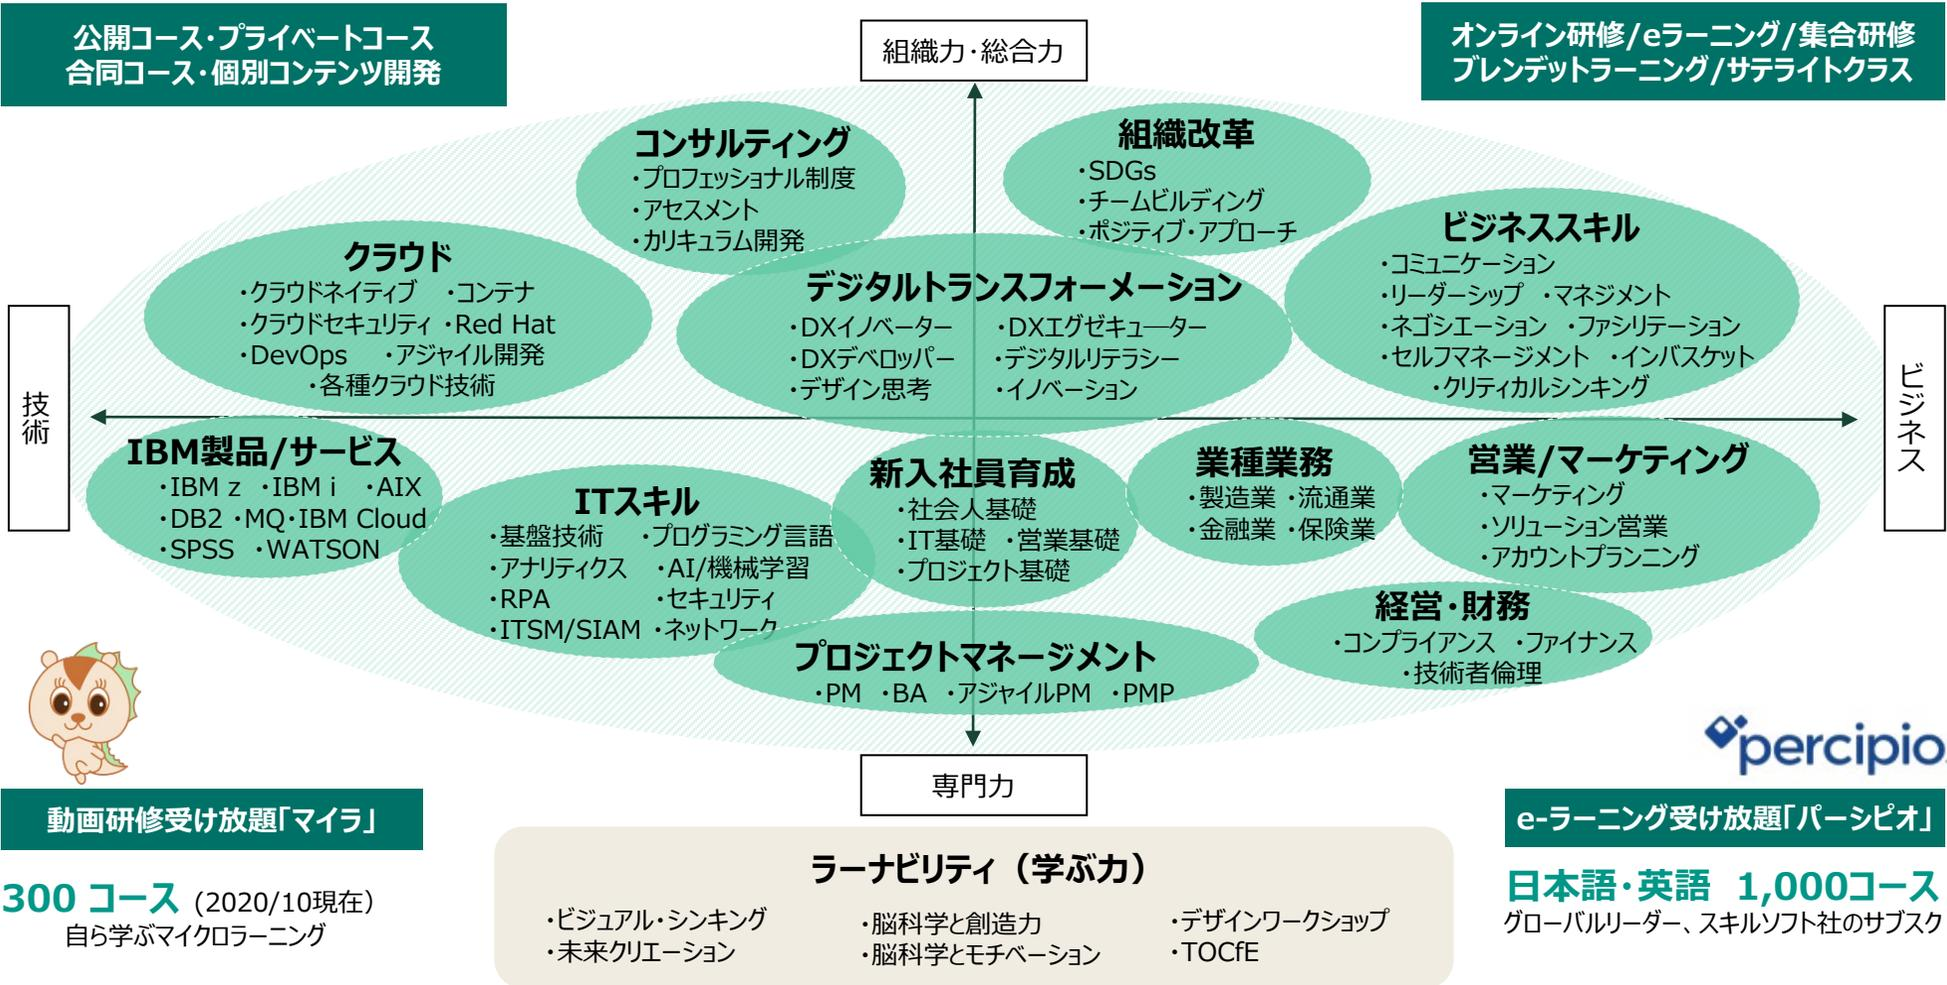 公開コース・プライベートコース
合同コース・個別コンテンツ開発
組織力・総合力
オンライン研修/eラーニング/集合研修
ブレンデットラーニング/サテライトクラス
コンサルティング
・プロフェッショナル制度
・アセスメント
・カリキュラム開発
組織改革
・SDGs
・チームビルディング
・ポジティブ・アプローチ
クラウド
・クラウドネイティブ ・コンテナ
・クラウドセキュリティ ・Red Hat
・DevOps ・アジャイル開発
・各種クラウド技術
デジタルトランスフォーメーション
・DXイノベーター ・DXエグゼキューター
・DXデベロッパー ・デジタルリテラシー
・デザイン思考 ・イノベーション
ビジネススキル
・コミュニケーション
・リーダーシップ ・マネジメント
・ネゴシエーション ・ファシリテーション
・セルフマネージメント ・インバスケット
・クリティカルシンキング
技術
ビジネス
IBM製品/サービス
・IBM z ・IBM i ・AIX
・DB2 ・MQ・IBM Cloud
・SPSS ・WATSON
ITスキル
・基盤技術 ・プログラミング言語
・アナリティクス ・AI/機械学習
・RPA ・セキュリティ
・ITSM/SIAM ・ネットワーク
新入社員育成
・社会人基礎
・IT基礎 ・営業基礎
・プロジェクト基礎
業種業務
・製造業 ・流通業
・金融業 ・保険業
営業/マーケティング
・マーケティング
・ソリューション営業
・アカウントプランニング
経営・財務
・コンプライアンス ・ファイナンス
・技術者倫理
プロジェクトマネージメント
・PM ・BA ・アジャイルPM ・PMP
専門力
percipio
動画研修受け放題「マイラ」
300 コース (2020/10現在)
自ら学ぶマイクロラーニング
e-ラーニング受け放題「パーシピオ」
日本語・英語 1,000コース
グローバルリーダー、スキルソフト社のサブスク
ラーナビリティ（学ぶ力）
・ビジュアル・シンキング ・脳科学と創造力 ・デザインワークショップ
・未来クリエーション ・脳科学とモチベーション ・TOCfE